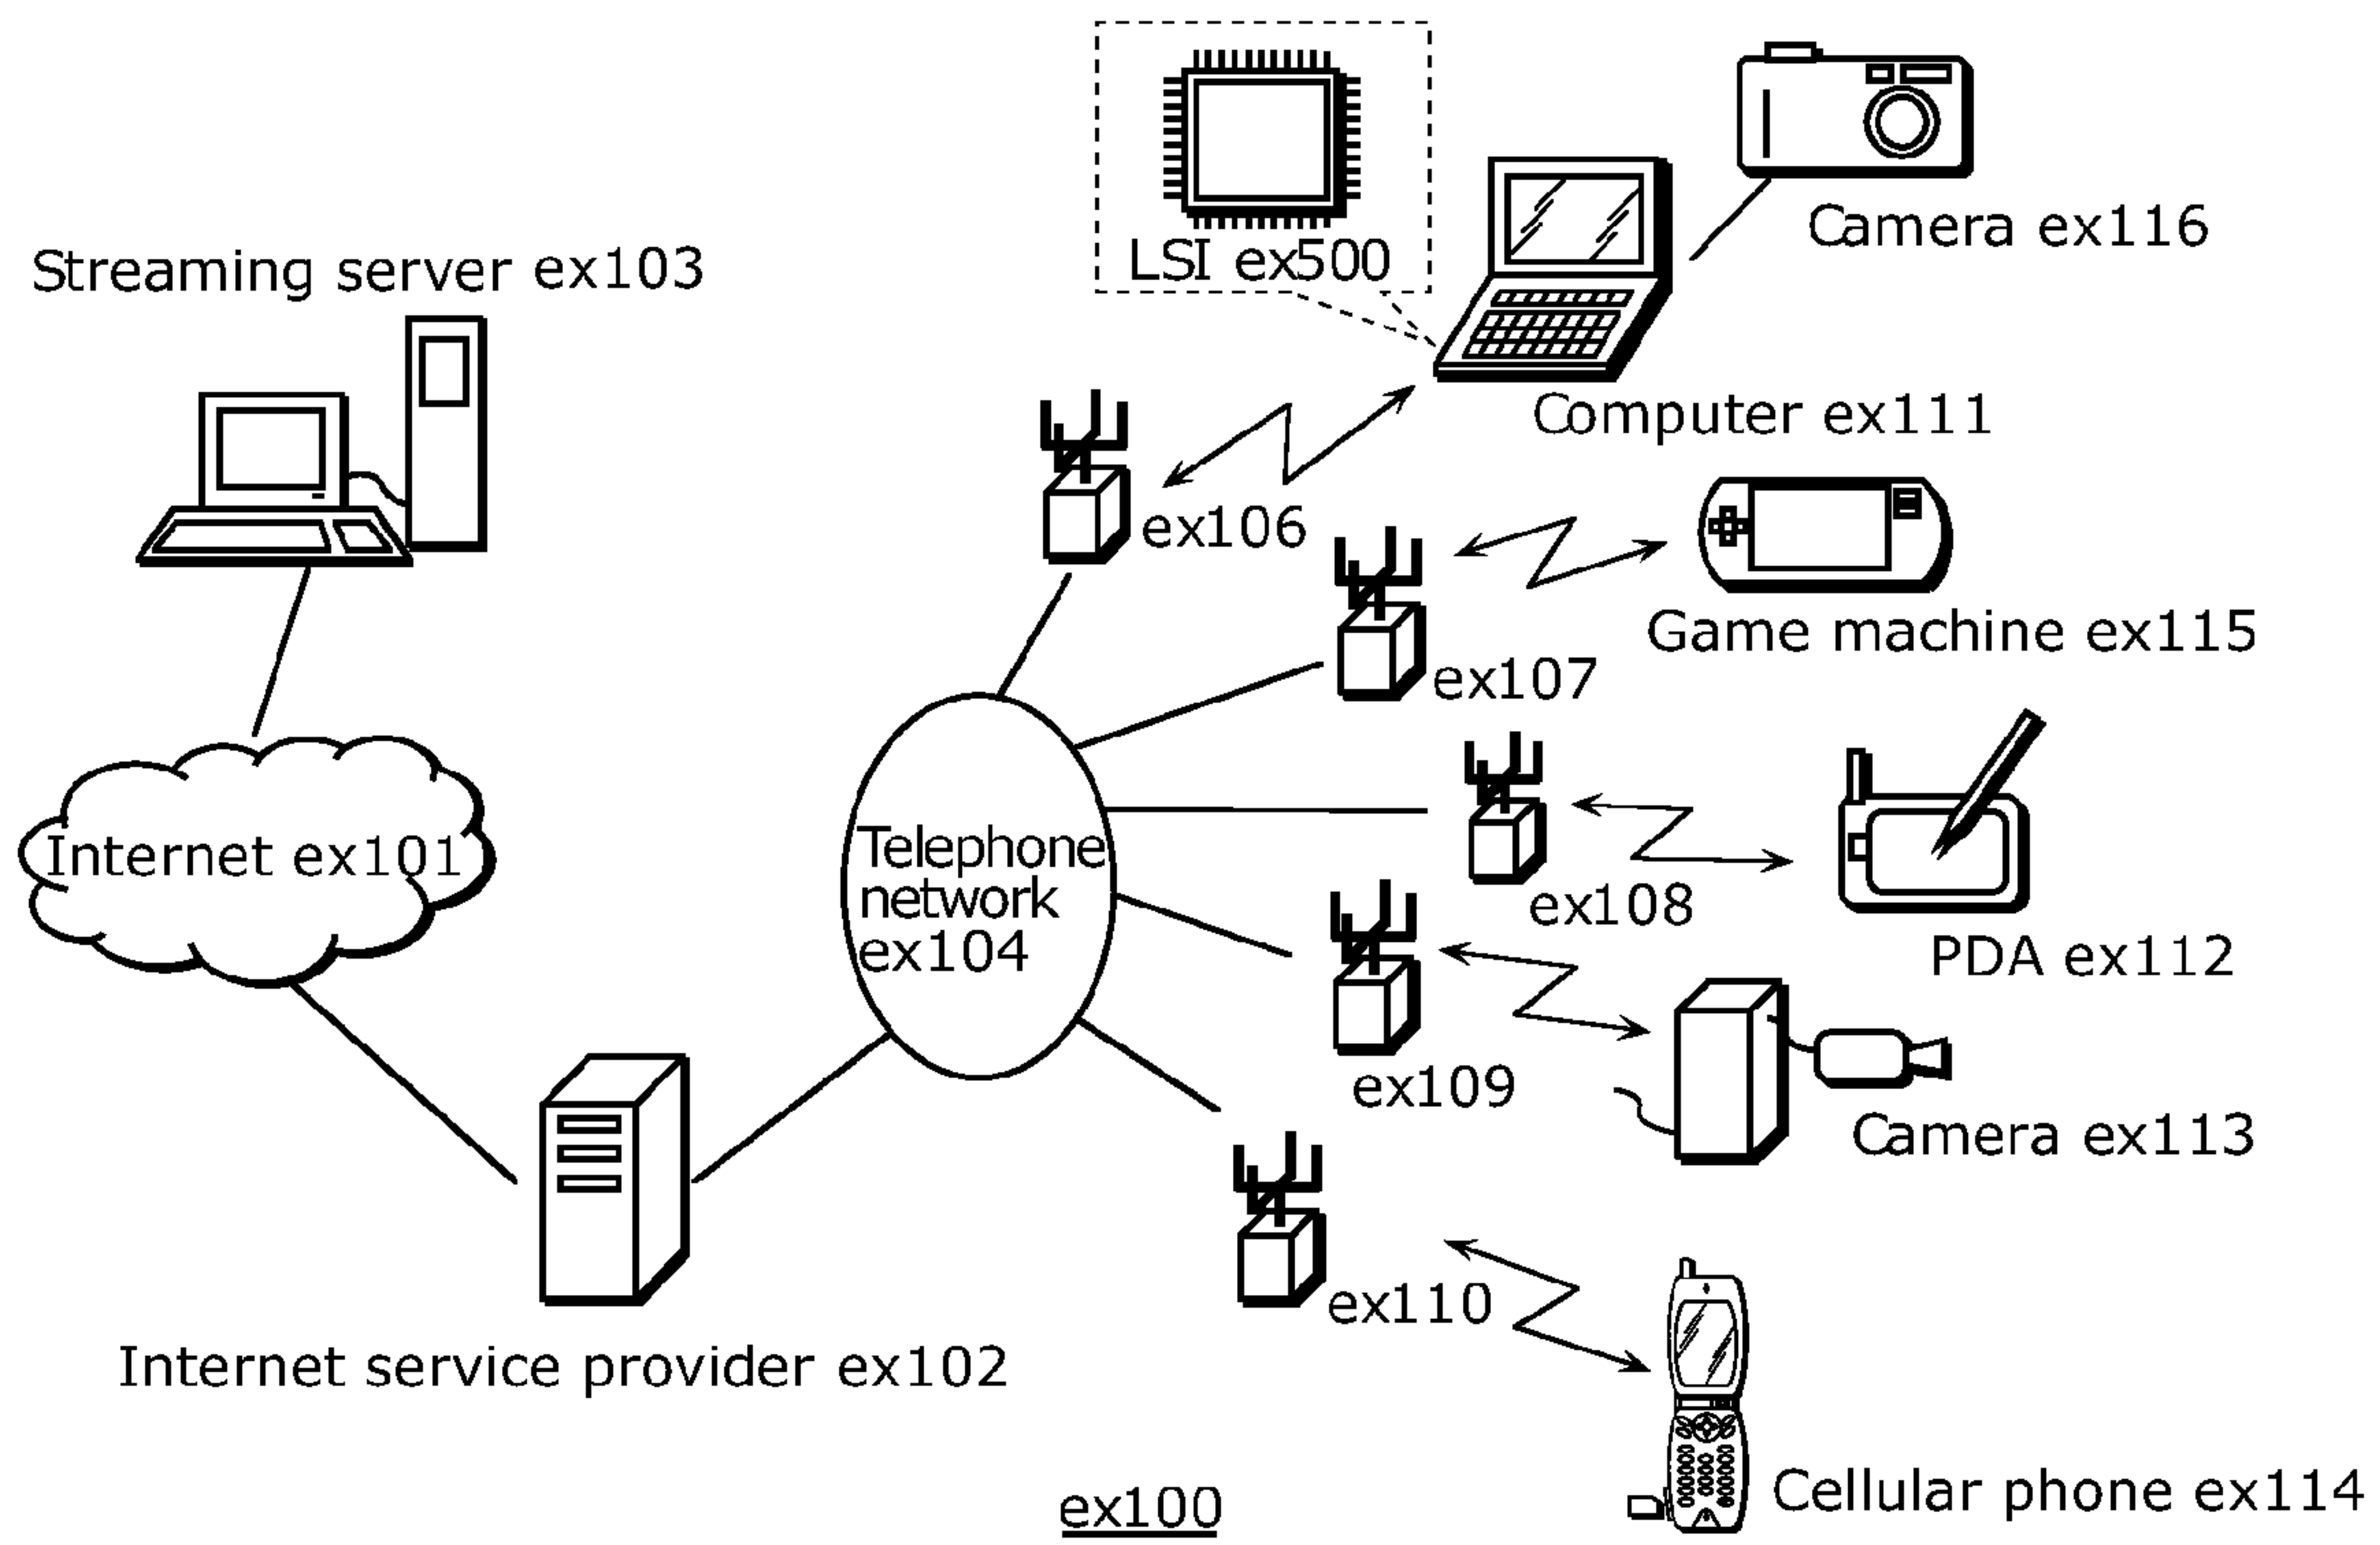 LSI ex500
Camera ex116
Streaming server ex103
Computer ex111
ex106
Game machine ex115
ex107
Internet ex101
Telephone
network
ex104
ex108
PDA ex112
ex109
Camera ex113
ex110
Internet service provider ex102
Cellular phone ex114
ex100